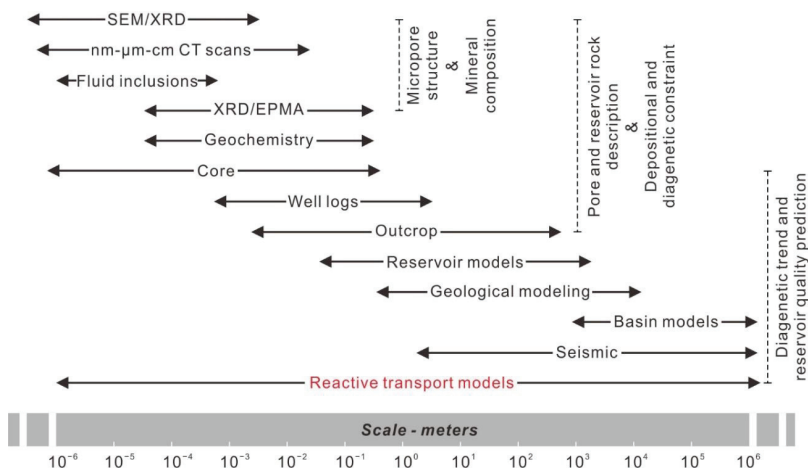 SEM/XRD
nm-μm-cm CT scans
Fluid inclusions
XRD/EPMA
Geochemistry
Core
Well logs
Outcrop
Reservoir models
Geological modeling
Basin models
Seismic
Reactive transport models
Micropore
structure
&
Mineral
composition
Pore and reservoir rock
description
&
Depositional and
diagenetic constraint
Diagenetic trend and
reservoir quality prediction
Scale - meters
10⁻⁶ 10⁻⁵ 10⁻⁴ 10⁻³ 10⁻² 10⁻¹ 10⁰ 10¹ 10² 10³ 10⁴ 10⁵ 10⁶